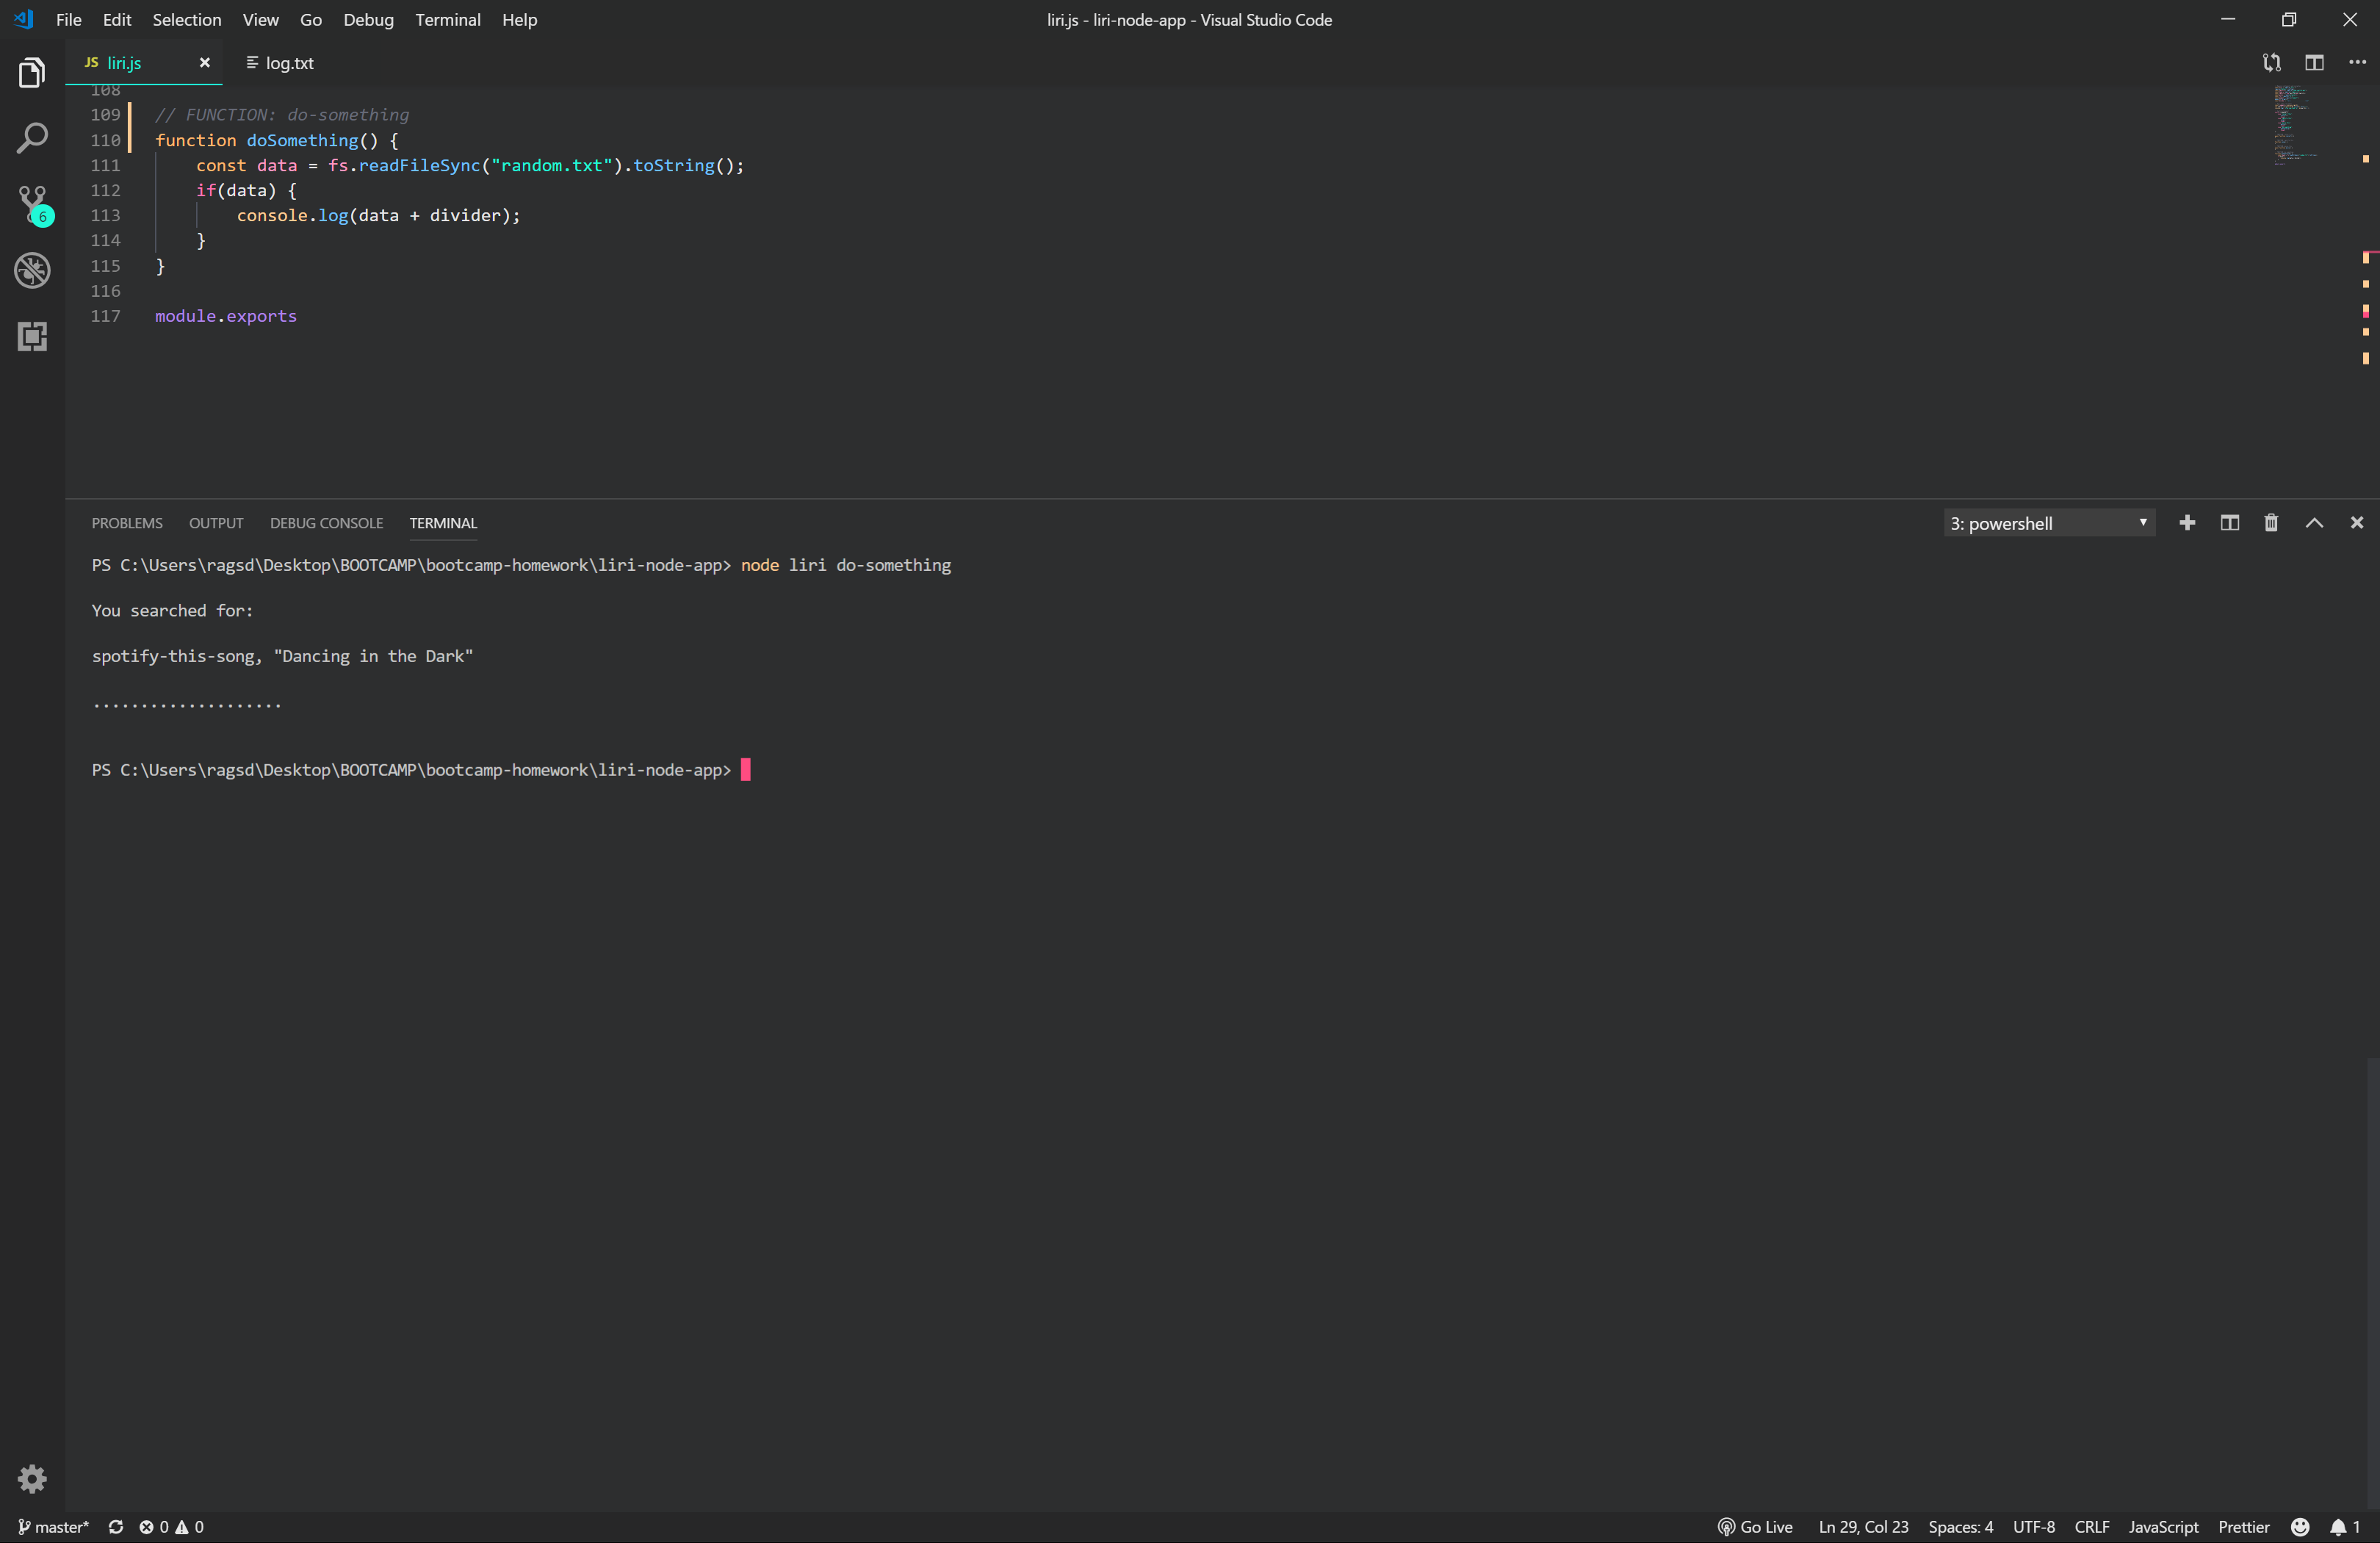 File Edit Selection View Go Debug Terminal Help
liri.js - liri-node-app - Visual Studio Code
JS liri.js
log.txt
108
109 // FUNCTION: do-something
110 function doSomething() {
111     const data = fs.readFileSync("random.txt").toString();
112     if(data) {
113         console.log(data + divider);
114     }
115 }
116
117 module.exports
6
PROBLEMS OUTPUT DEBUG CONSOLE TERMINAL
3: powershell
PS C:\Users\ragsd\Desktop\BOOTCAMP\bootcamp-homework\liri-node-app> node liri do-something
You searched for:
spotify-this-song, "Dancing in the Dark"
....................
PS C:\Users\ragsd\Desktop\BOOTCAMP\bootcamp-homework\liri-node-app>
master* 0 0
Go Live Ln 29, Col 23 Spaces: 4 UTF-8 CRLF JavaScript Prettier 1